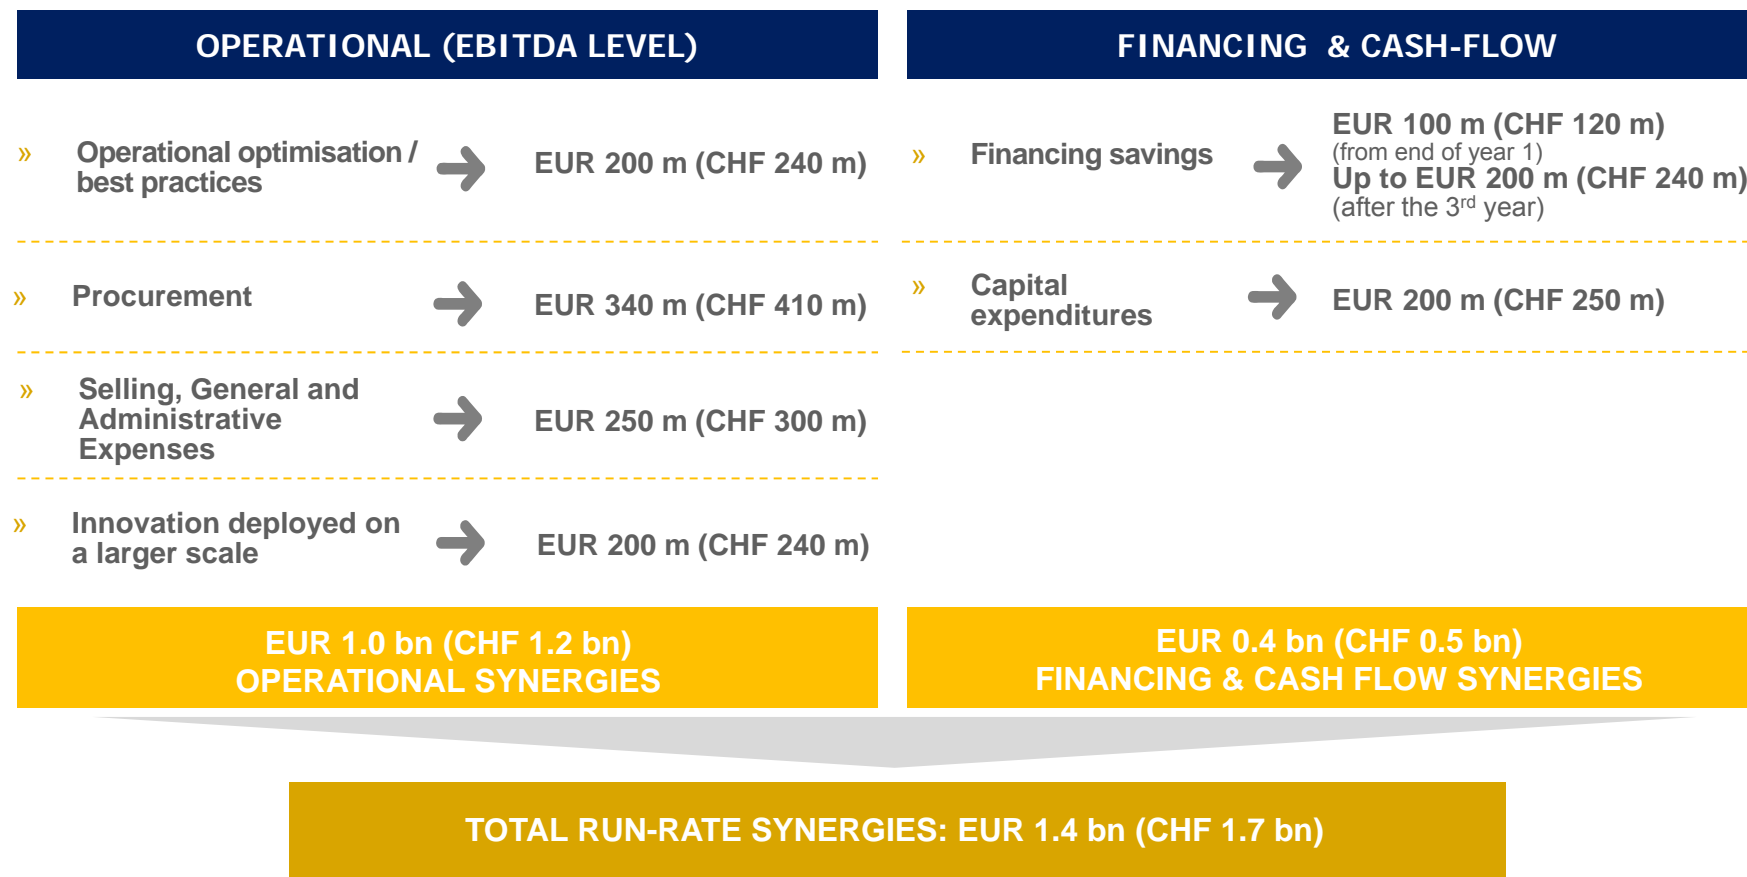 OPERATIONAL (EBITDA LEVEL)
» Operational optimisation /
best practices
EUR 200 m (CHF 240 m)
» Procurement
EUR 340 m (CHF 410 m)
» Selling, General and
Administrative
Expenses
EUR 250 m (CHF 300 m)
» Innovation deployed on
a larger scale
EUR 200 m (CHF 240 m)
EUR 1.0 bn (CHF 1.2 bn)
OPERATIONAL SYNERGIES
FINANCING & CASH-FLOW
» Financing savings
EUR 100 m (CHF 120 m)
(from end of year 1)
Up to EUR 200 m (CHF 240 m)
(after the 3rd year)
» Capital
expenditures
EUR 200 m (CHF 250 m)
EUR 0.4 bn (CHF 0.5 bn)
FINANCING & CASH FLOW SYNERGIES
TOTAL RUN-RATE SYNERGIES: EUR 1.4 bn (CHF 1.7 bn)